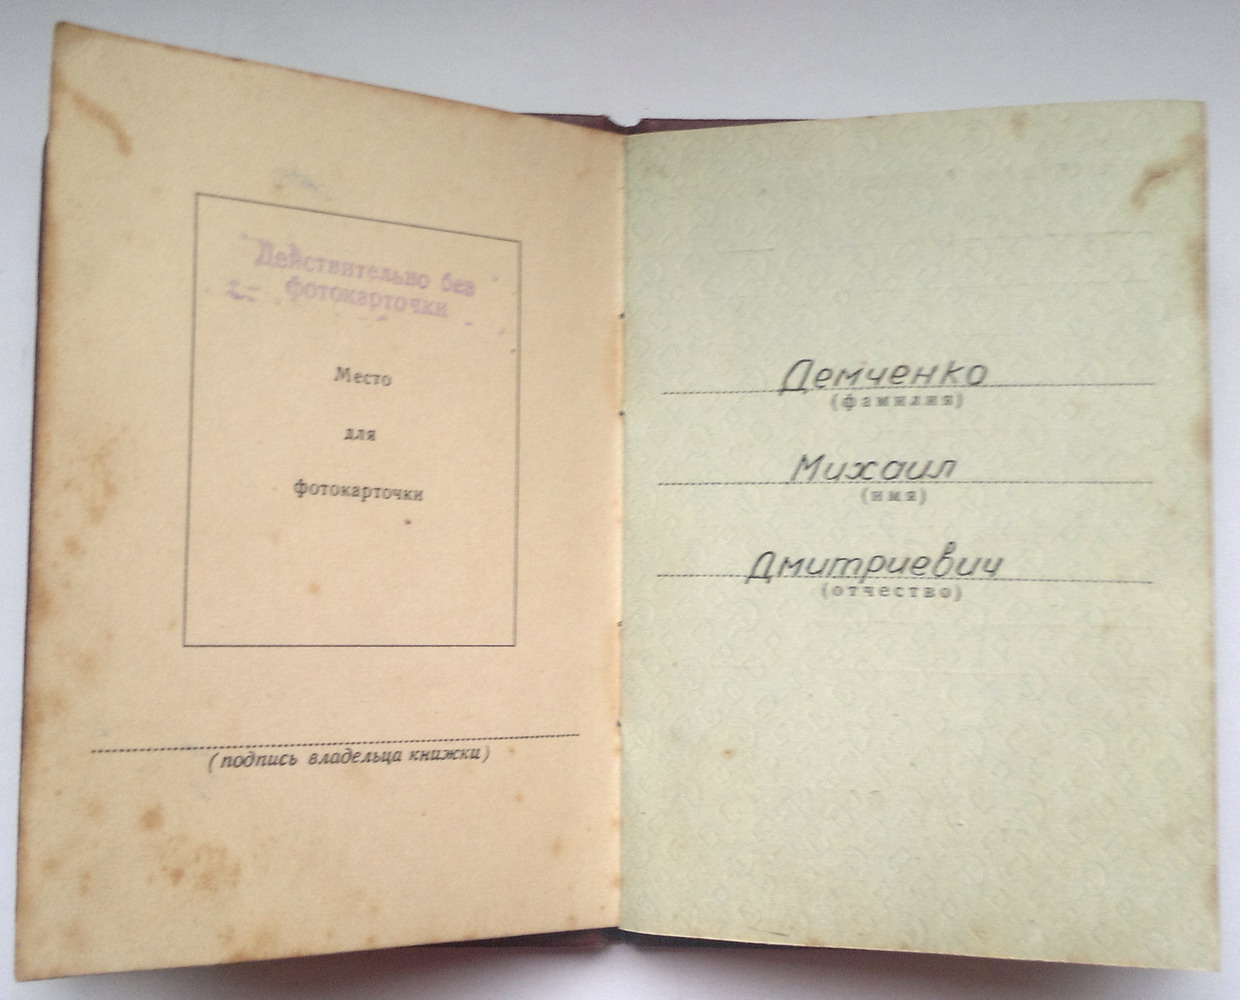 Действительно без
фотокарточки
Место
для
фотокарточки
(подпись владельца книжки)
Демченко
(фамилия)
Михаил
(имя)
Дмитриевич
(отчество)